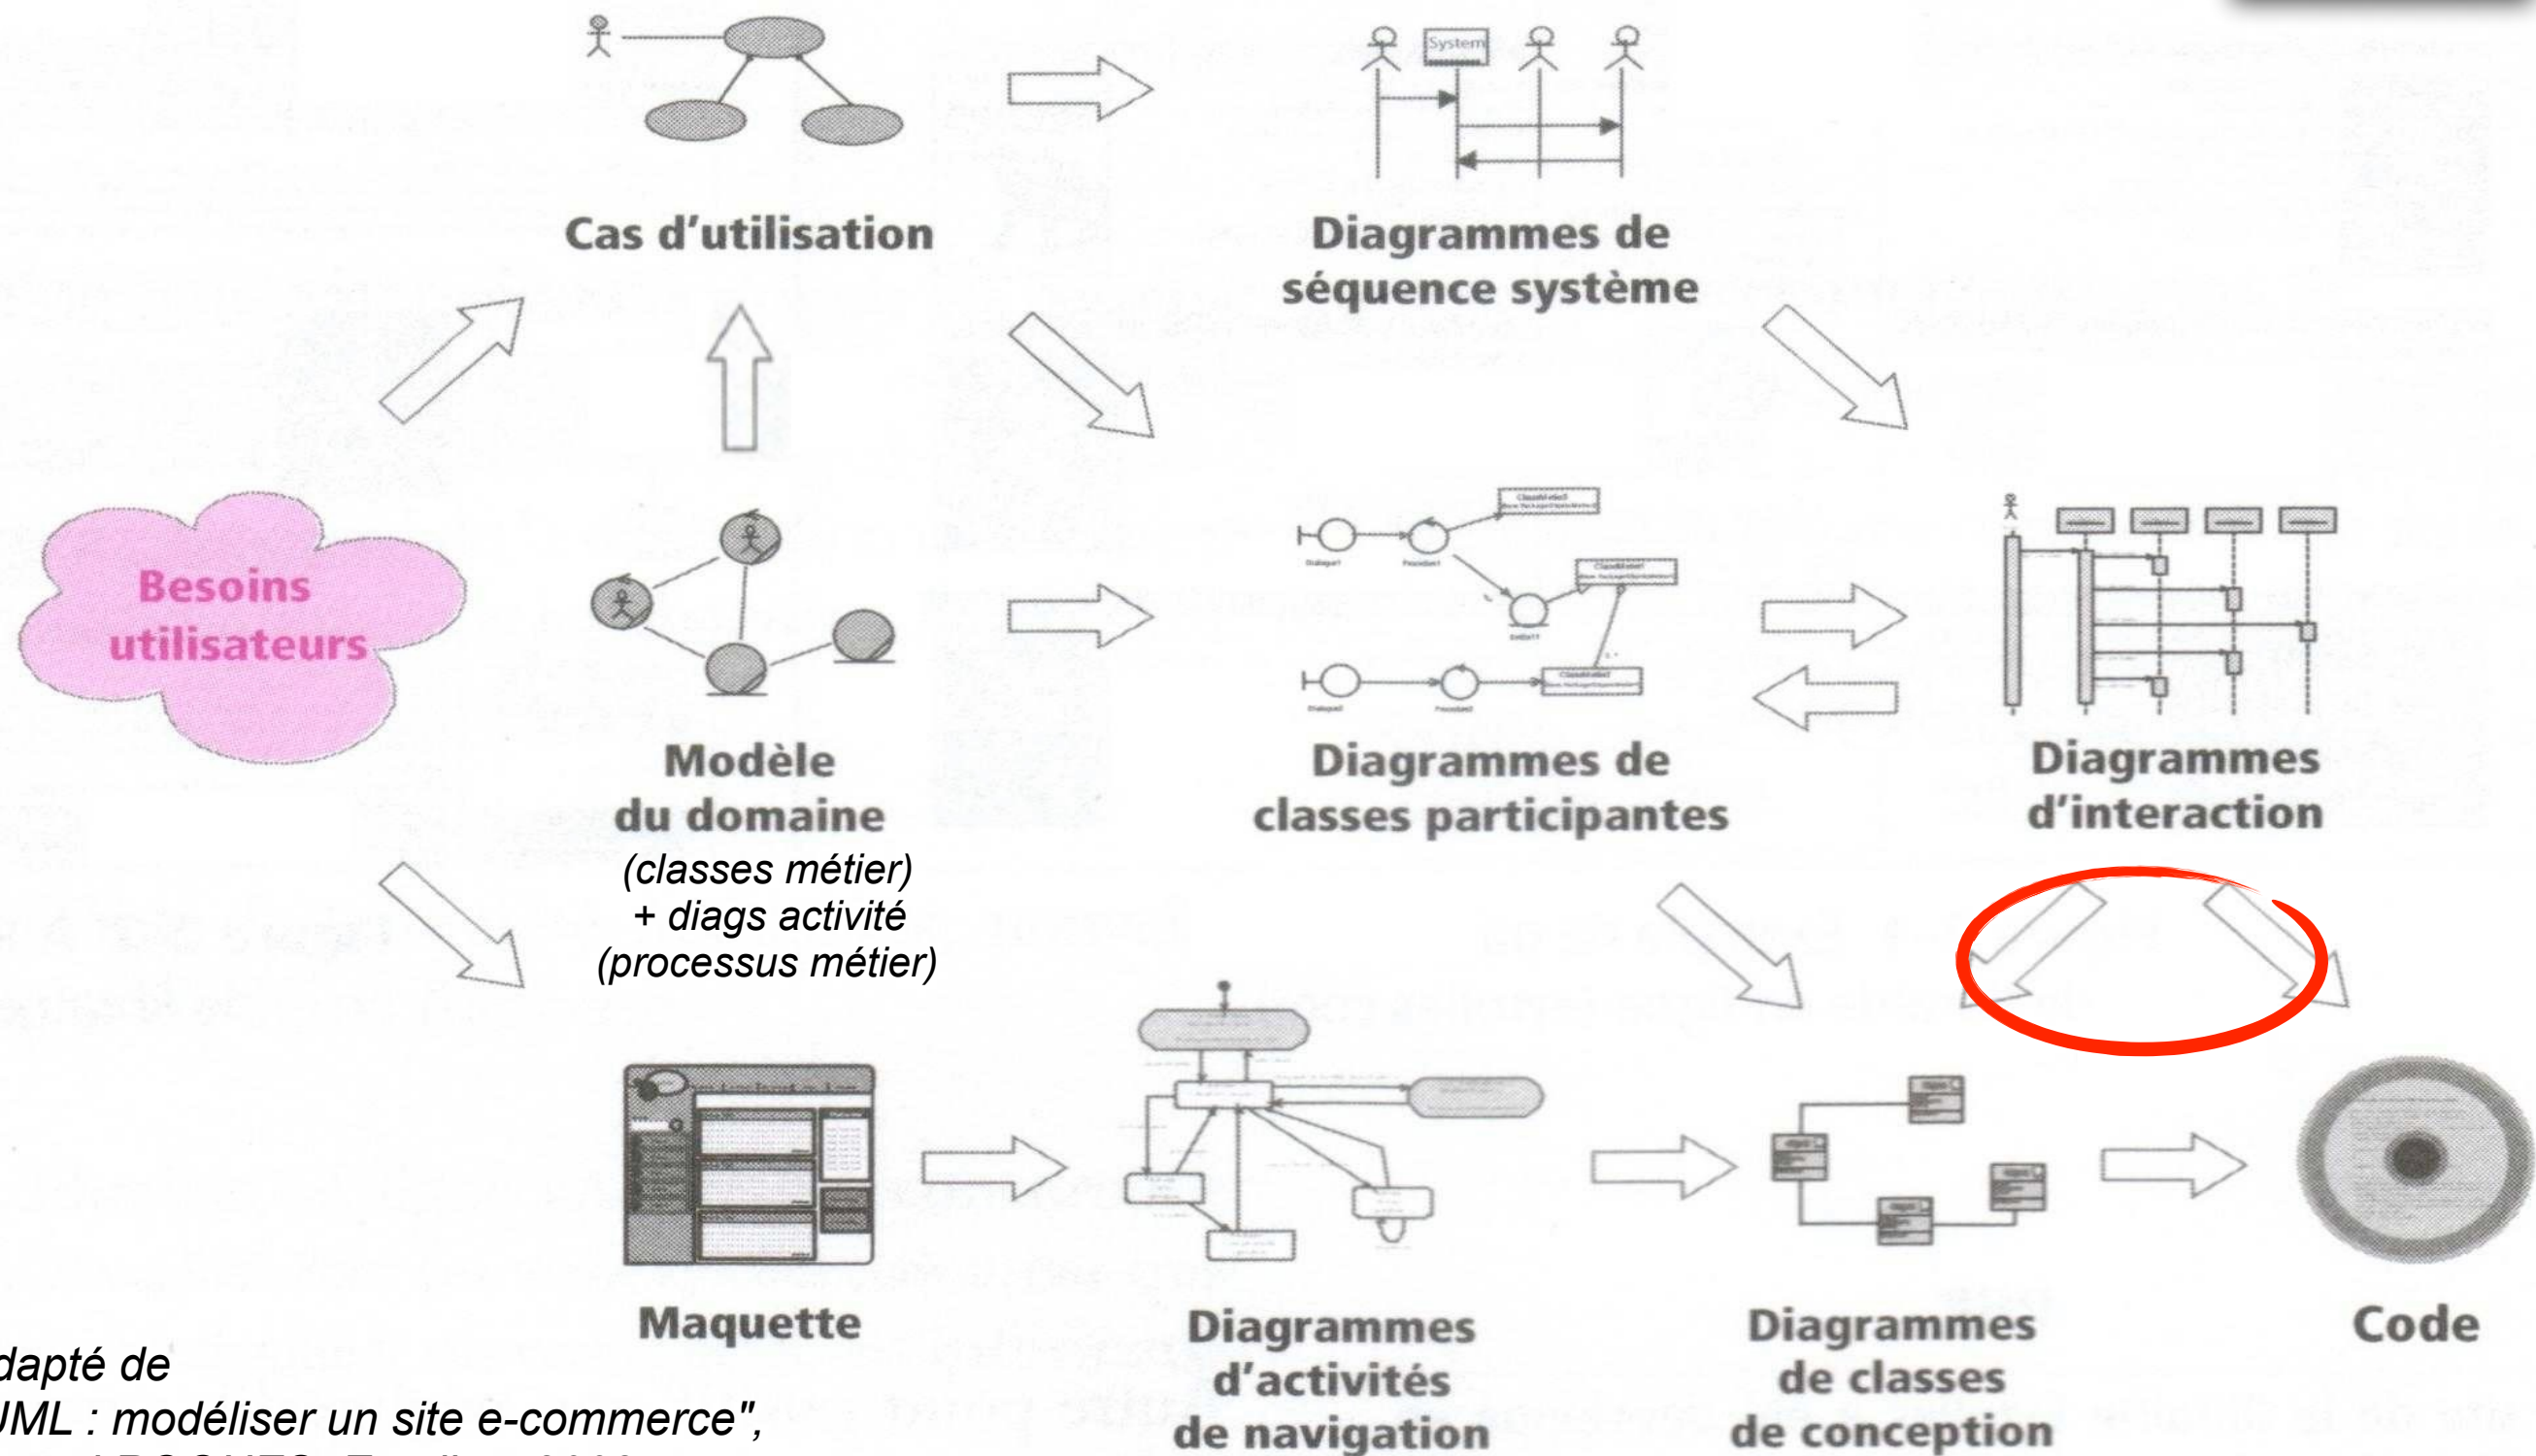 System
Cas d'utilisation
Diagrammes de
séquence système
Besoins
utilisateurs
Modèle
du domaine
(classes métier)
+ diags activité
(processus métier)
Diagrammes de
classes participantes
Diagrammes
d'interaction
Maquette
Diagrammes
d'activités
de navigation
Diagrammes
de classes
de conception
Code
dapté de
UML : modéliser un site e-commerce",